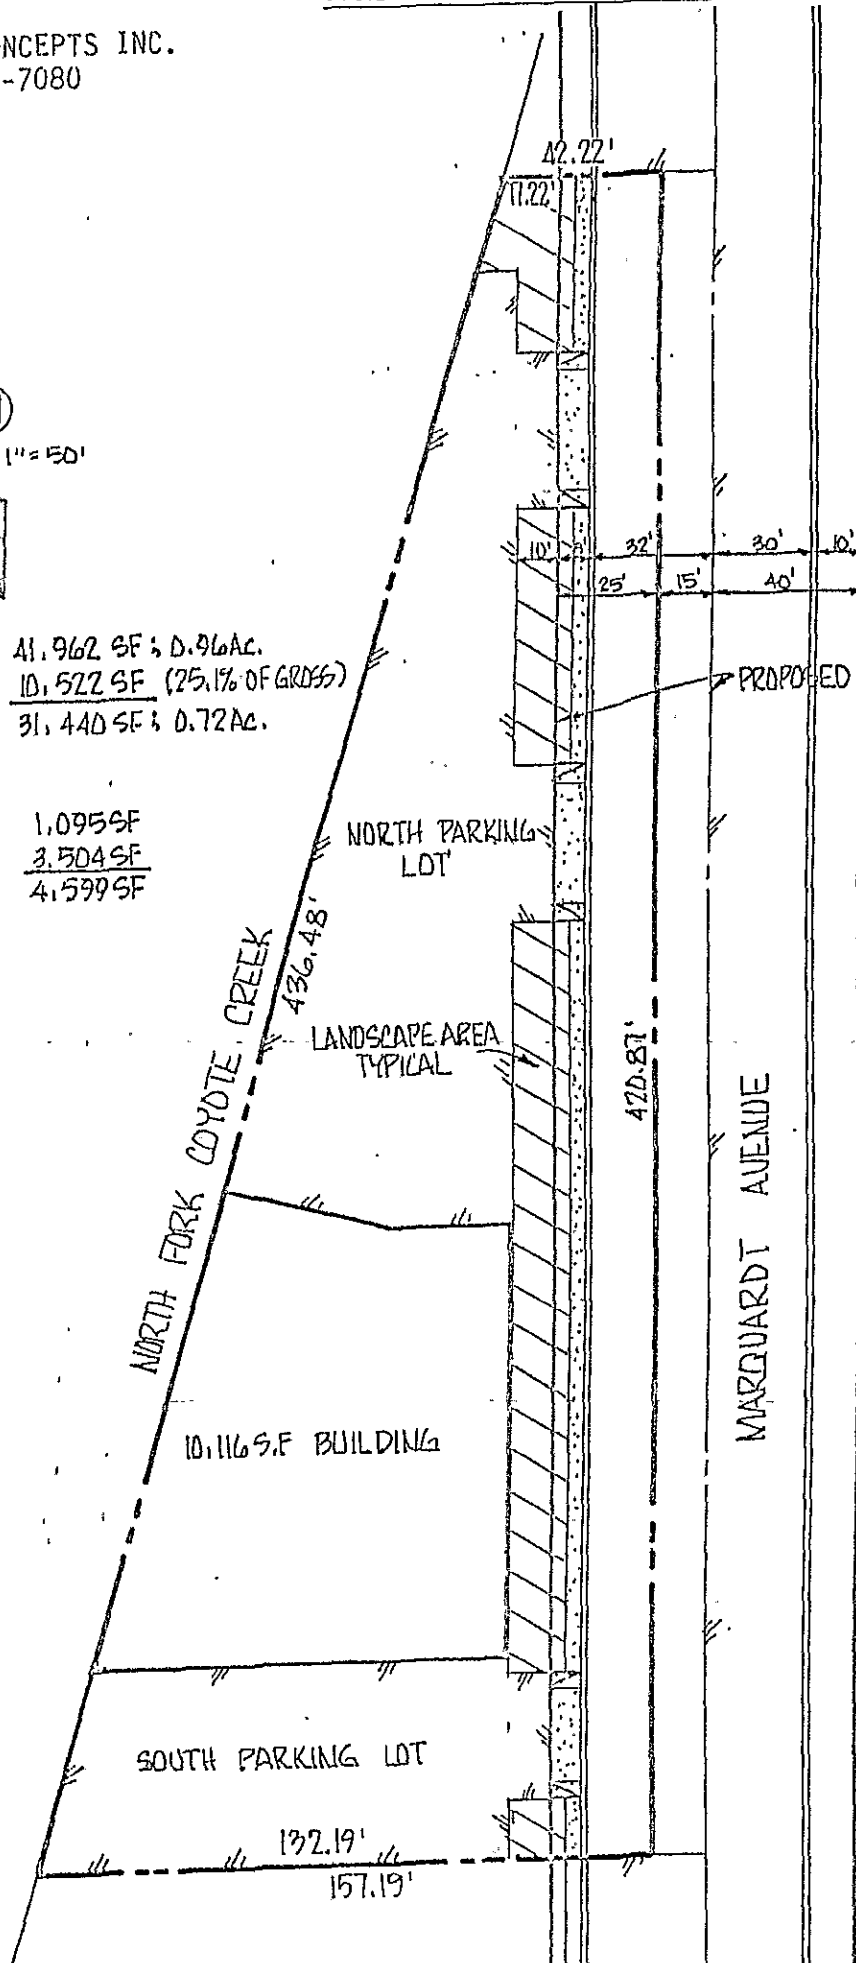 NCEPTS INC.
-7080
42.22'
17.22'
1"=50'
10' 8' 32' 30' 10'
25' 15' 40'
41,962 SF; 0.96AC.
10,522 SF (25.1% OF GROSS)
31,440 SF; 0.72AC.
PROPOSED
1,095SF
3,504SF
4,599SF
NORTH PARKING
LOT
436.48'
NORTH FORK COYOTE CREEK
LANDSCAPE AREA
TYPICAL
420.87'
MARQUARDT AVENUE
10,116 S.F BUILDING
SOUTH PARKING LOT
132.19'
157.19'